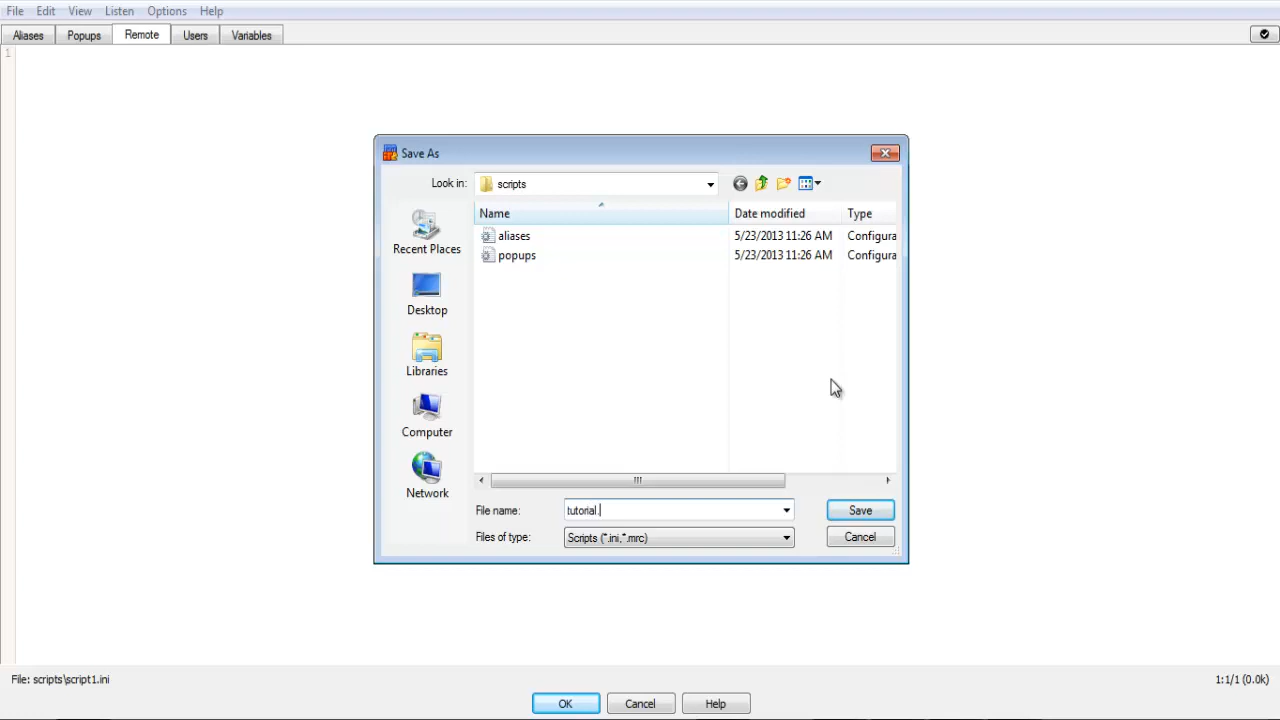 File Edit View Listen Options Help
Aliases Popups Remote Users Variables
1
Save As
Look in: scripts
Name Date modified Type
aliases 5/23/2013 11:26 AM Configura
popups 5/23/2013 11:26 AM Configura
Recent Places
Desktop
Libraries
Computer
Network
File name: tutorial. Save
Files of type: Scripts (*.ini,*.mrc) Cancel
File: scripts\script1.ini 1:1/1 (0.0k)
OK Cancel Help